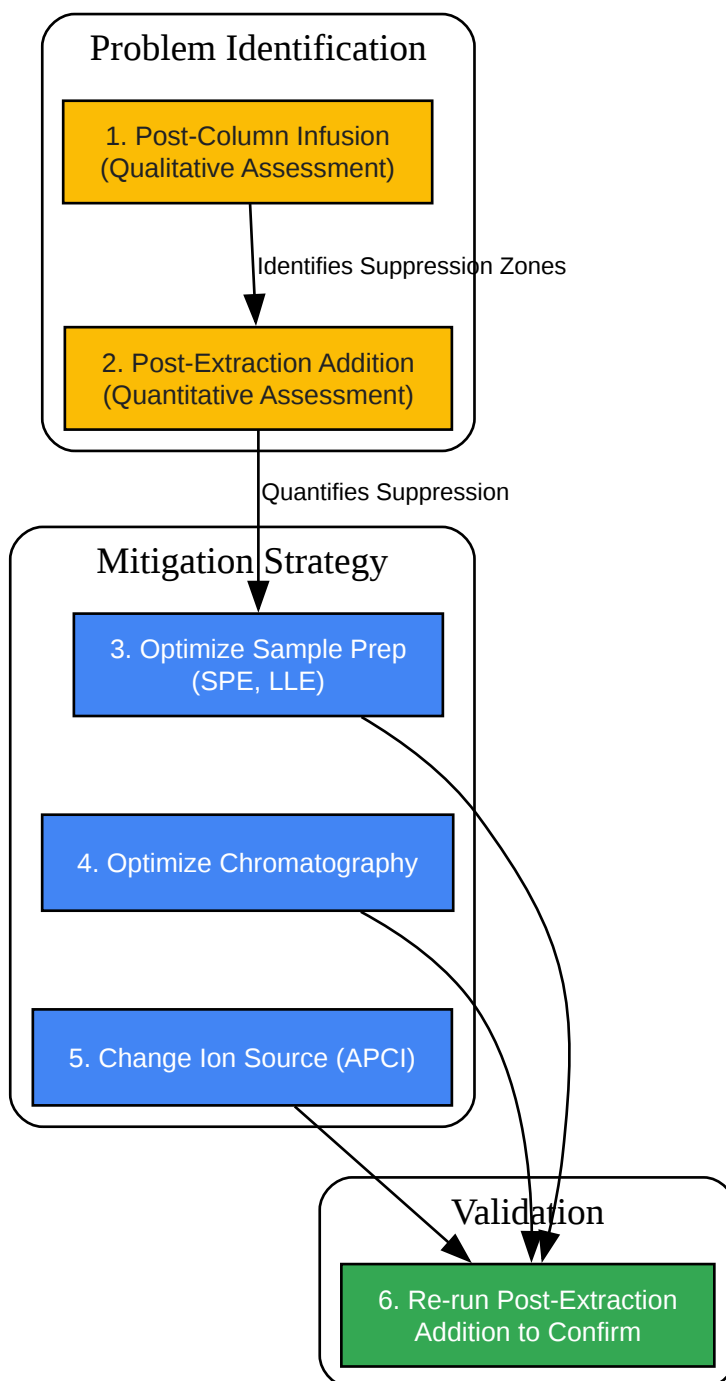 Problem Identification
1. Post-Column Infusion
(Qualitative Assessment)
Identifies Suppression Zones
2. Post-Extraction Addition
(Quantitative Assessment)
Quantifies Suppression
Mitigation Strategy
3. Optimize Sample Prep
(SPE, LLE)
4. Optimize Chromatography
5. Change Ion Source (APCI)
Validation
6. Re-run Post-Extraction
Addition to Confirm